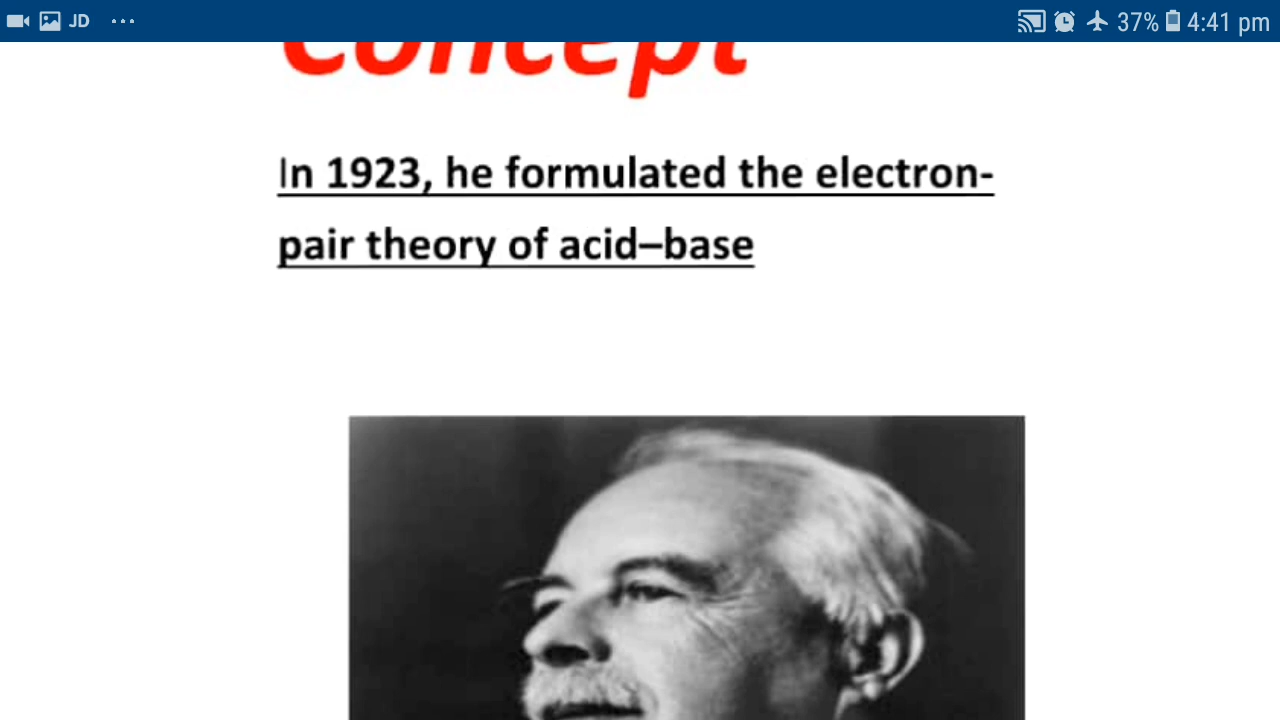 JD ... 37% 4:41 pm
Concept
In 1923, he formulated the electron-
pair theory of acid–base